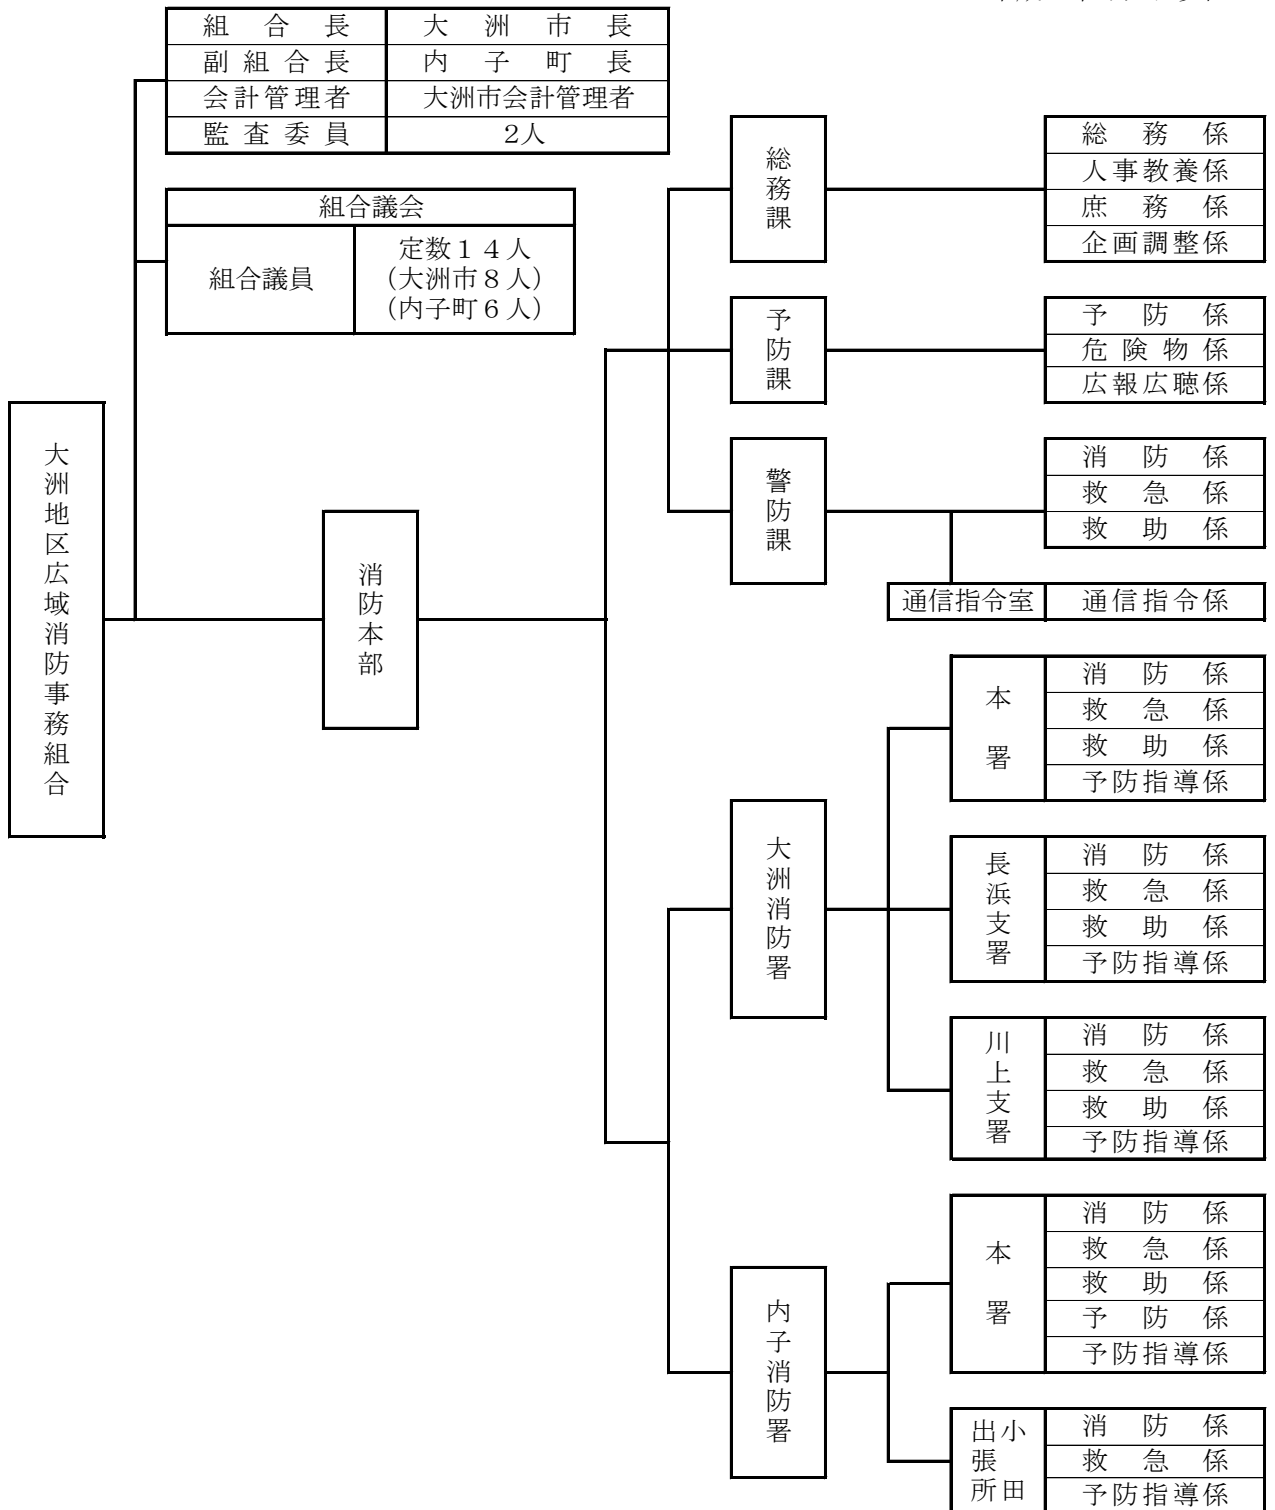 組合長 大洲市長
副組合長 内子町長
会計管理者 大洲市会計管理者
監査委員 2人
組合議会
組合議員
定数14人
(大洲市8人)
(内子町6人)
大洲地区広域消防事務組合
消防本部
総務課
総務係
人事教養係
庶務係
企画調整係
予防課
予防係
危険物係
広報広聴係
警防課
消防係
救急係
救助係
通信指令室 通信指令係
大洲消防署
本署
消防係
救急係
救助係
予防指導係
長浜支署
消防係
救急係
救助係
予防指導係
川上支署
消防係
救急係
救助係
予防指導係
内子消防署
本署
消防係
救急係
救助係
予防係
予防指導係
小田
出張所
消防係
救急係
予防指導係